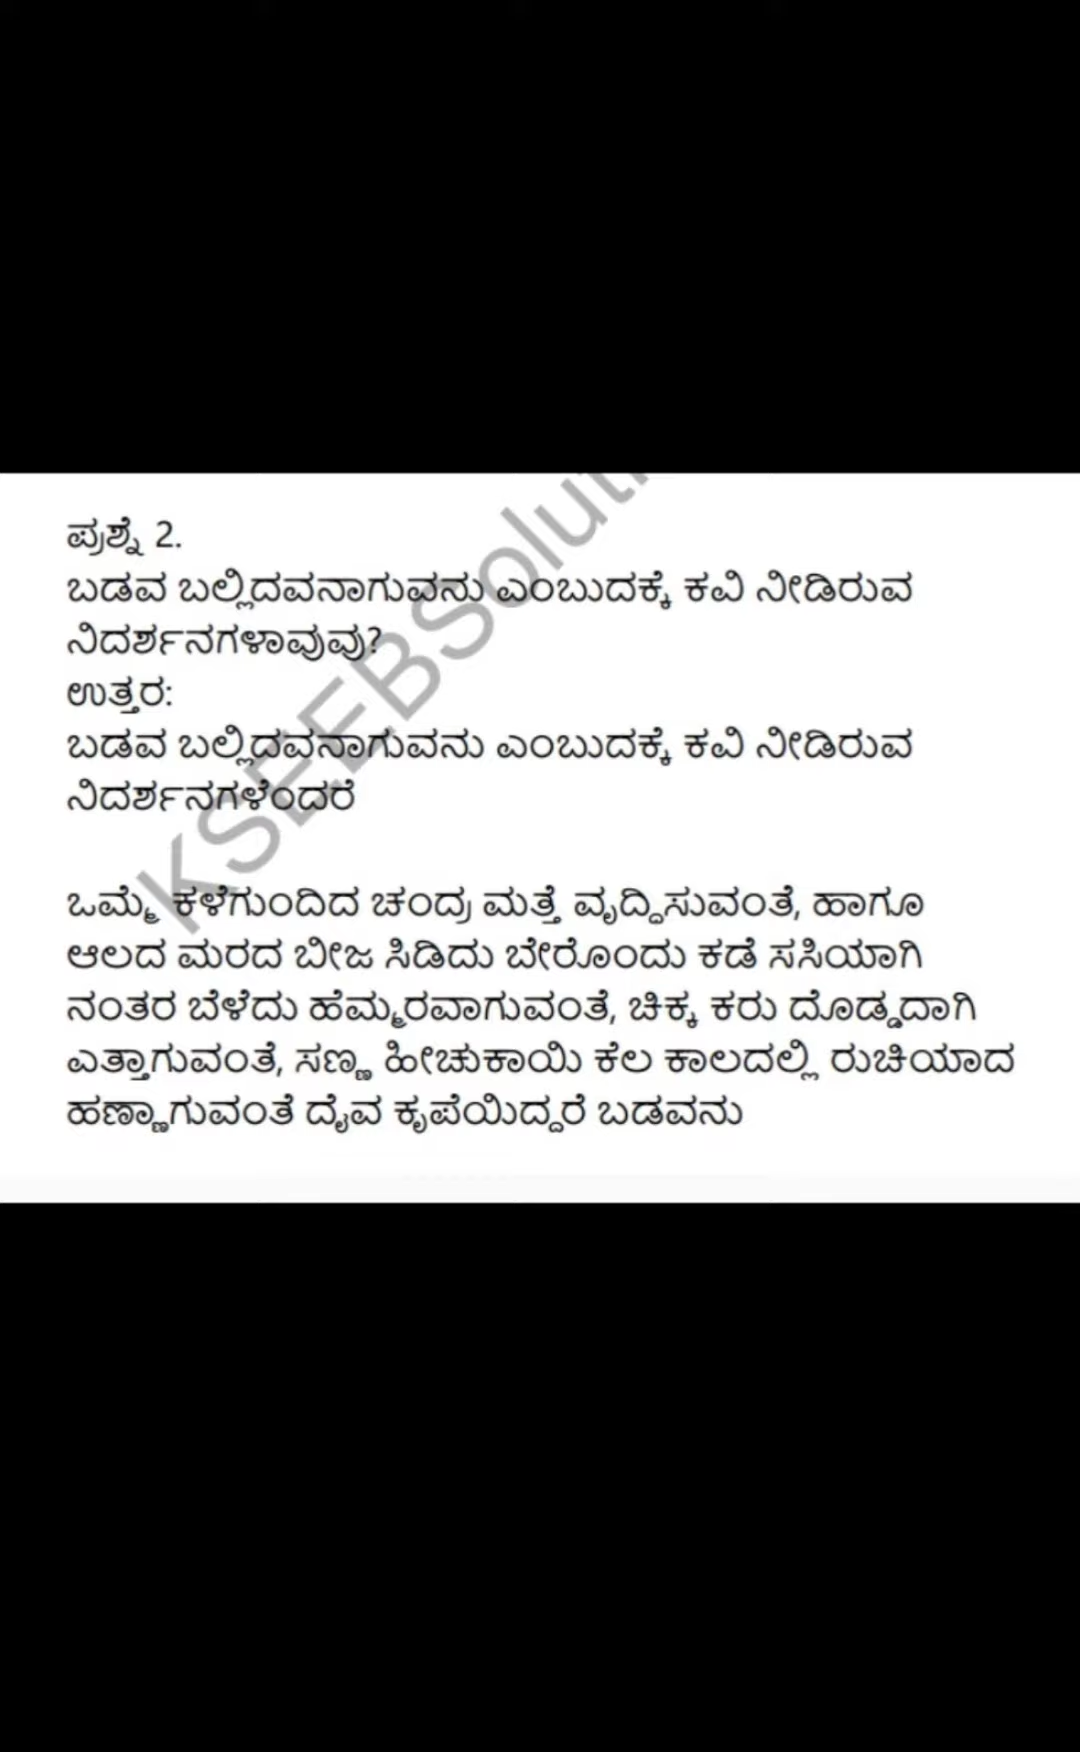 ಪ್ರಶ್ನೆ 2.
ಬಡವ ಬಲ್ಲಿದವನಾಗುವನು ಎಂಬುದಕ್ಕೆ ಕವಿ ನೀಡಿರುವ
ನಿದರ್ಶನಗಳಾವುವು?
ಉತ್ತರ:
ಬಡವ ಬಲ್ಲಿದವನಾಗುವನು ಎಂಬುದಕ್ಕೆ ಕವಿ ನೀಡಿರುವ
ನಿದರ್ಶನಗಳೆಂದರೆ
ಒಮ್ಮೆ ಕಳೆಗುಂದಿದ ಚಂದ್ರ ಮತ್ತೆ ವೃದ್ದಿಸುವಂತೆ, ಹಾಗೂ
ಆಲದ ಮರದ ಬೀಜ ಸಿಡಿದು ಬೇರೊಂದು ಕಡೆ ಸಸಿಯಾಗಿ
ನಂತರ ಬೆಳೆದು ಹೆಮ್ಮರವಾಗುವಂತೆ, ಚಿಕ್ಕ ಕರು ದೊಡ್ಡದಾಗಿ
ಎತ್ತಾಗುವಂತೆ, ಸಣ್ಣ ಹೀಚುಕಾಯಿ ಕೆಲ ಕಾಲದಲ್ಲಿ ರುಚಿಯಾದ
ಹಣ್ಣಾಗುವಂತೆ ದೈವ ಕೃಪೆಯಿದ್ದರೆ ಬಡವನು
KSEEBSoluti